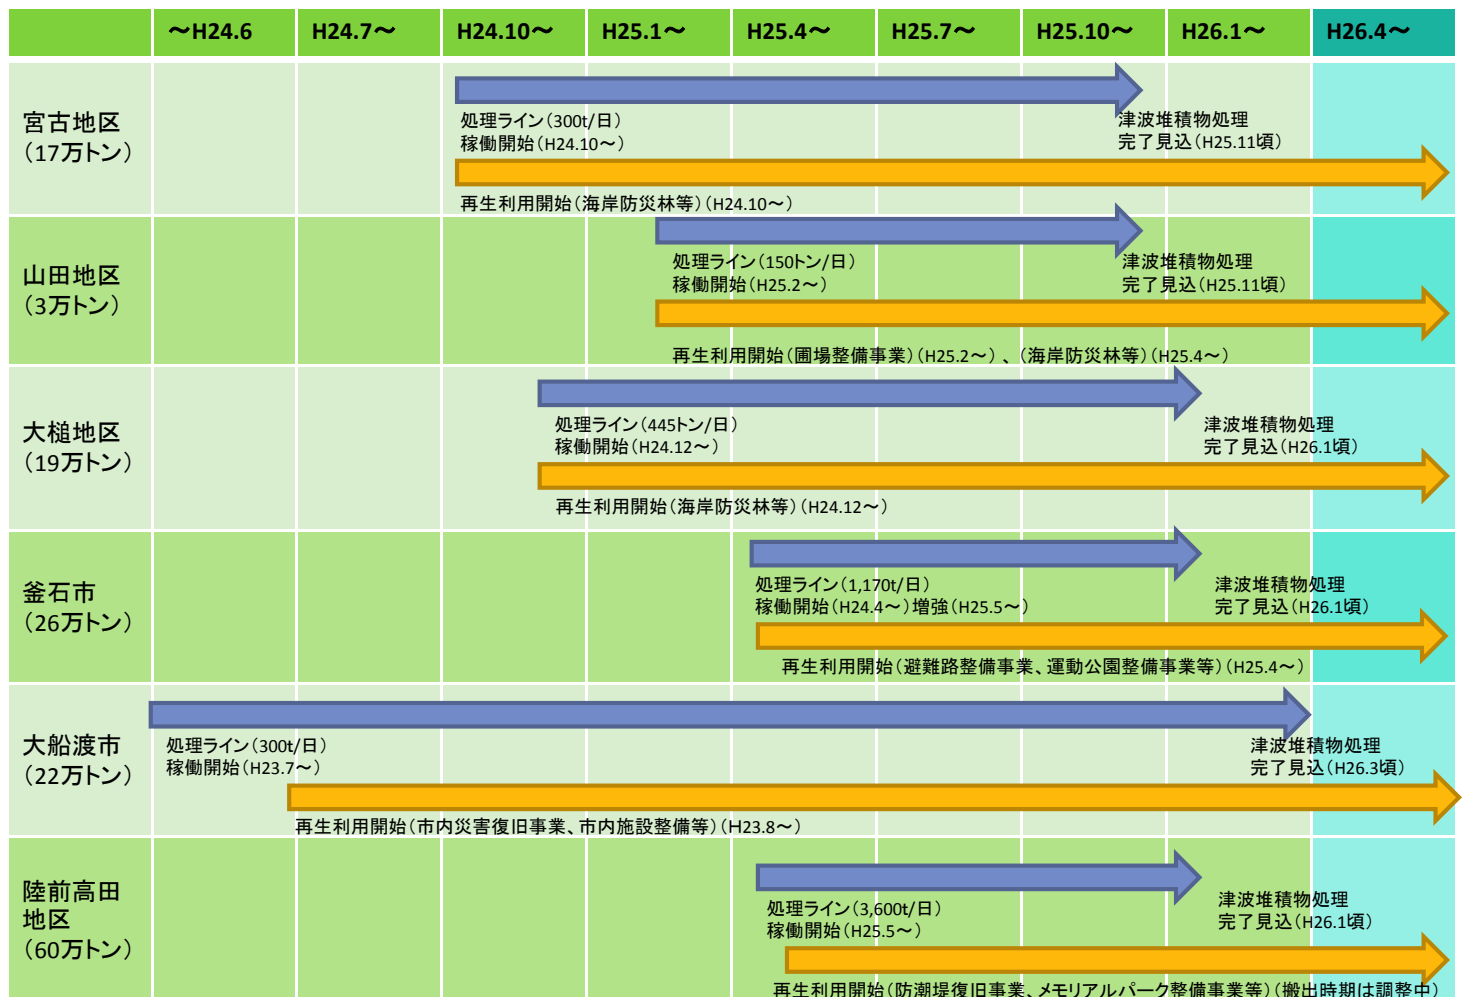 ～H24.6 H24.7～ H24.10～ H25.1～ H25.4～ H25.7～ H25.10～ H26.1～ H26.4～
宮古地区
（17万トン）
処理ライン（300t/日）
稼働開始（H24.10～）
津波堆積物処理
完了見込（H25.11頃）
再生利用開始（海岸防災林等）（H24.10～）
山田地区
（3万トン）
処理ライン（150トン/日）
稼働開始（H25.2～）
津波堆積物処理
完了見込（H25.11頃）
再生利用開始（圃場整備事業）（H25.2～）、（海岸防災林等）（H25.4～）
大槌地区
（19万トン）
処理ライン（445トン/日）
稼働開始（H24.12～）
津波堆積物処理
完了見込（H26.1頃）
再生利用開始（海岸防災林等）（H24.12～）
釜石市
（26万トン）
処理ライン（1,170t/日）
稼働開始（H24.4～）増強（H25.5～）
津波堆積物処理
完了見込（H26.1頃）
再生利用開始（避難路整備事業、運動公園整備事業等）（H25.4～）
大船渡市
（22万トン）
処理ライン（300t/日）
稼働開始（H23.7～）
津波堆積物処理
完了見込（H26.3頃）
再生利用開始（市内災害復旧事業、市内施設整備等）（H23.8～）
陸前高田
地区
（60万トン）
処理ライン（3,600t/日）
稼働開始（H25.5～）
津波堆積物処理
完了見込（H26.1頃）
再生利用開始（防潮堤復旧事業、メモリアルパーク整備事業等）（搬出時期は調整中）